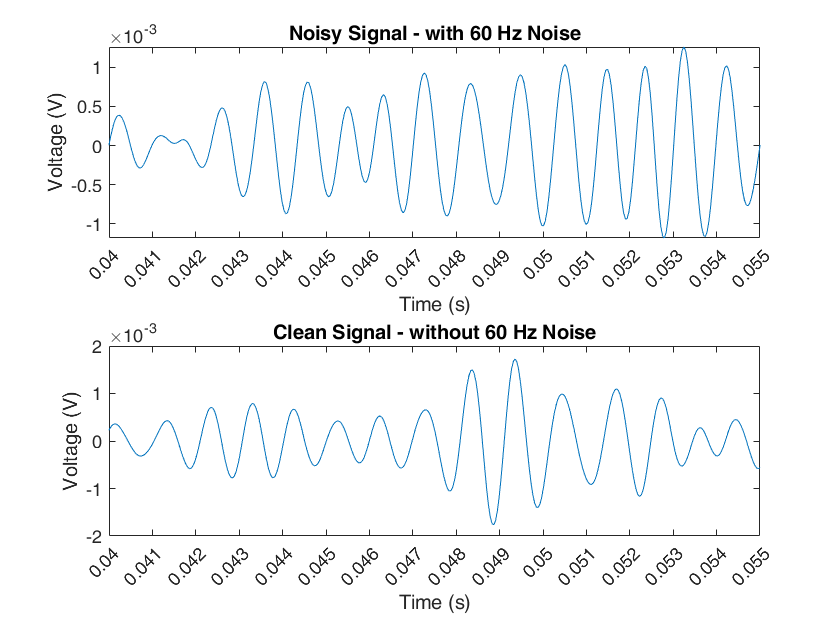 ×10-3
Noisy Signal - with 60 Hz Noise
Voltage (V)
1
0.5
0
-0.5
-1
0.04 0.041 0.042 0.043 0.044 0.045 0.046 0.047 0.048 0.049 0.05 0.051 0.052 0.053 0.054 0.055
Time (s)
×10-3
Clean Signal - without 60 Hz Noise
Voltage (V)
2
1
0
-1
-2
0.04 0.041 0.042 0.043 0.044 0.045 0.046 0.047 0.048 0.049 0.05 0.051 0.052 0.053 0.054 0.055
Time (s)